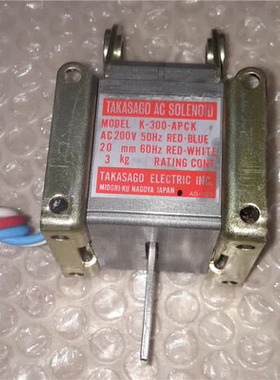 TAKASAGO AC SOLENOID
MODEL K-300-APCK
AC200V 50Hz RED-BLUE
20 mm 60Hz RED-WHITE
3 kg RATING CONT
TAKASAGO ELECTRIC INC.
MIDORI-KU NAGOYA JAPAN